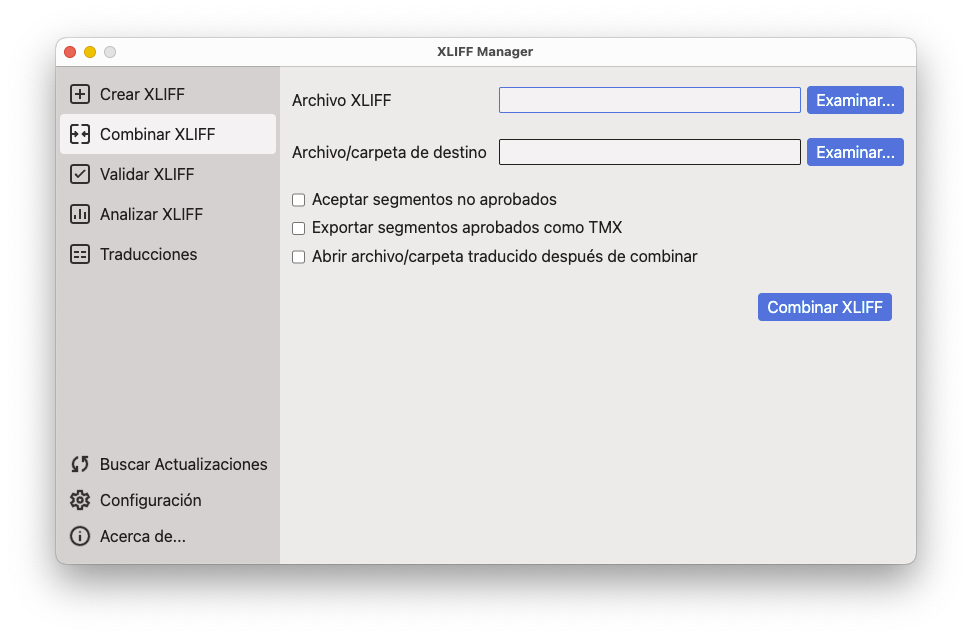 XLIFF Manager
Crear XLIFF
Combinar XLIFF
Validar XLIFF
Analizar XLIFF
Traducciones
Buscar Actualizaciones
Configuración
Acerca de...
Archivo XLIFF
Examinar...
Archivo/carpeta de destino
Examinar...
Aceptar segmentos no aprobados
Exportar segmentos aprobados como TMX
Abrir archivo/carpeta traducido después de combinar
Combinar XLIFF